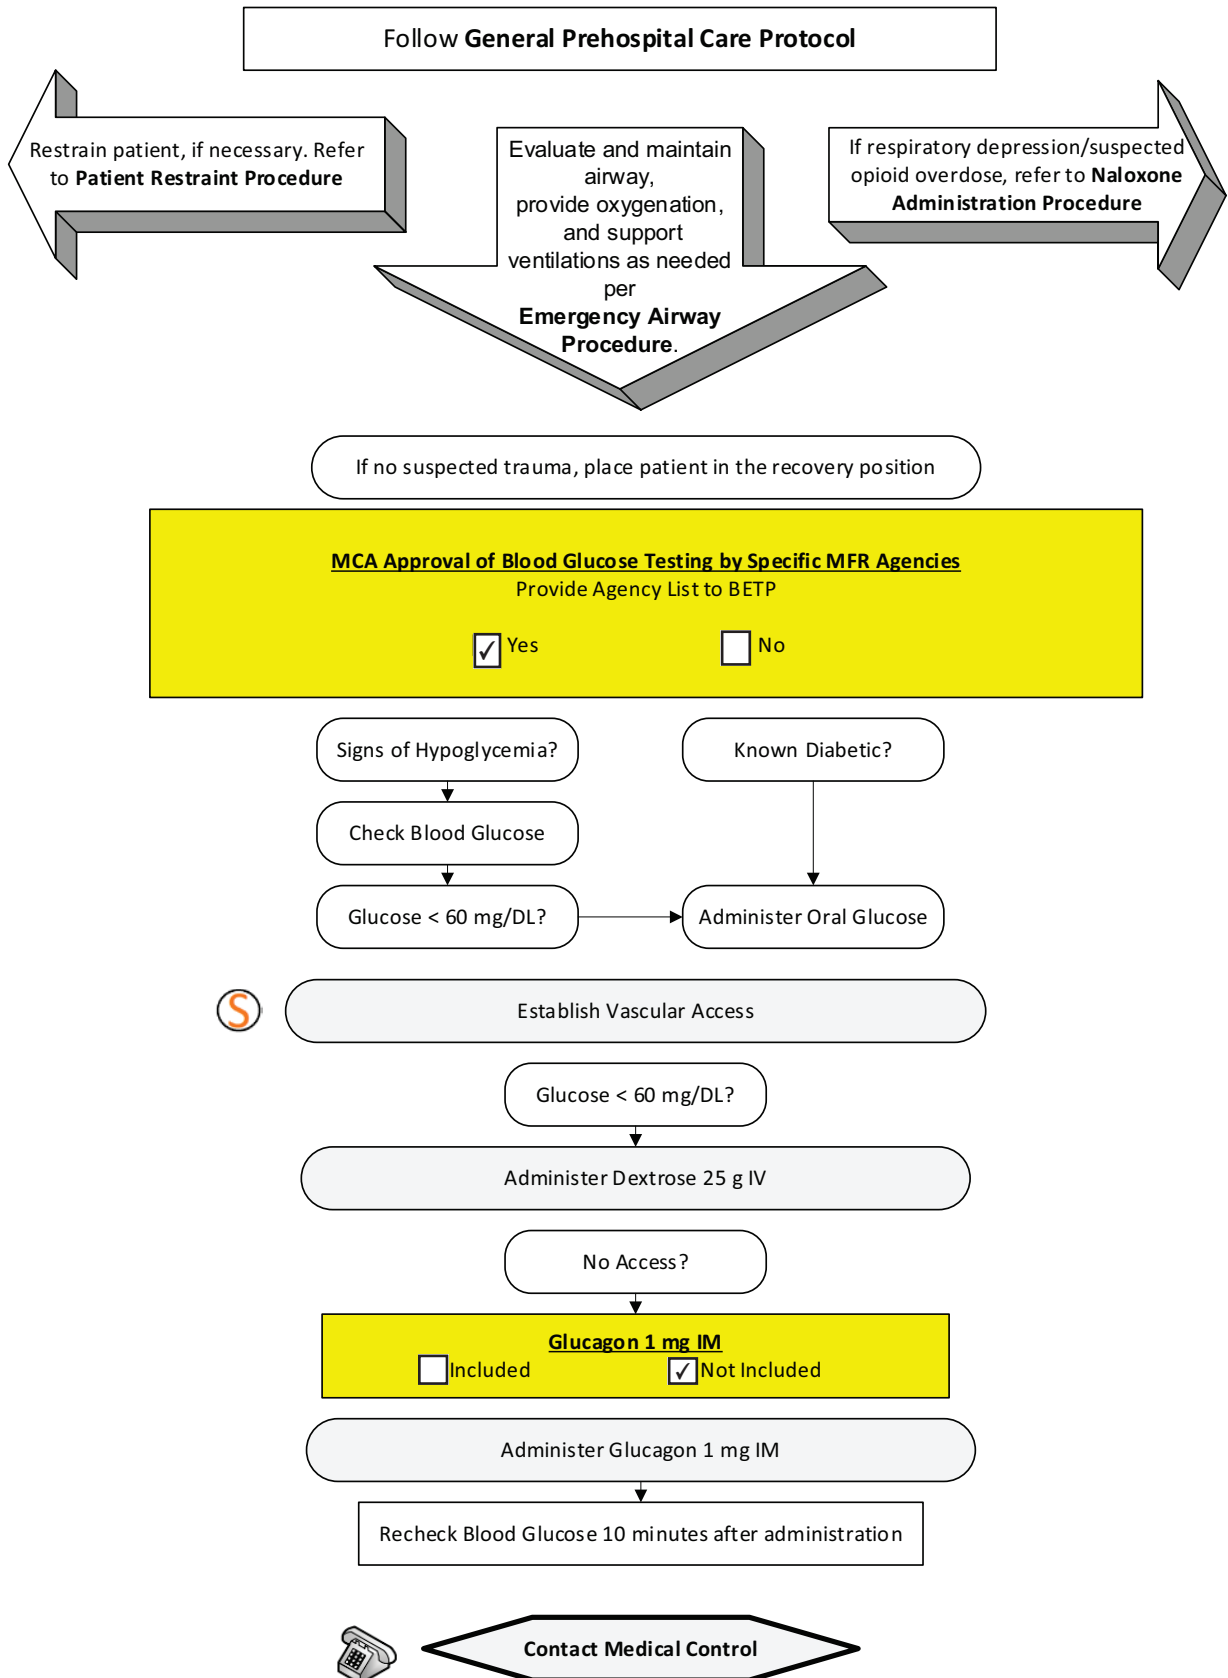 Follow General Prehospital Care Protocol
Restrain patient, if necessary. Refer
to Patient Restraint Procedure
Evaluate and maintain
airway,
provide oxygenation,
and support
ventilations as needed
per
Emergency Airway
Procedure.
If respiratory depression/suspected
opioid overdose, refer to Naloxone
Administration Procedure
If no suspected trauma, place patient in the recovery position
MCA Approval of Blood Glucose Testing by Specific MFR Agencies
Provide Agency List to BETP
✓ Yes
No
Signs of Hypoglycemia?
Known Diabetic?
Check Blood Glucose
Glucose < 60 mg/DL?
Administer Oral Glucose
S
Establish Vascular Access
Glucose < 60 mg/DL?
Administer Dextrose 25 g IV
No Access?
Glucagon 1 mg IM
Included
✓ Not Included
Administer Glucagon 1 mg IM
Recheck Blood Glucose 10 minutes after administration
Contact Medical Control